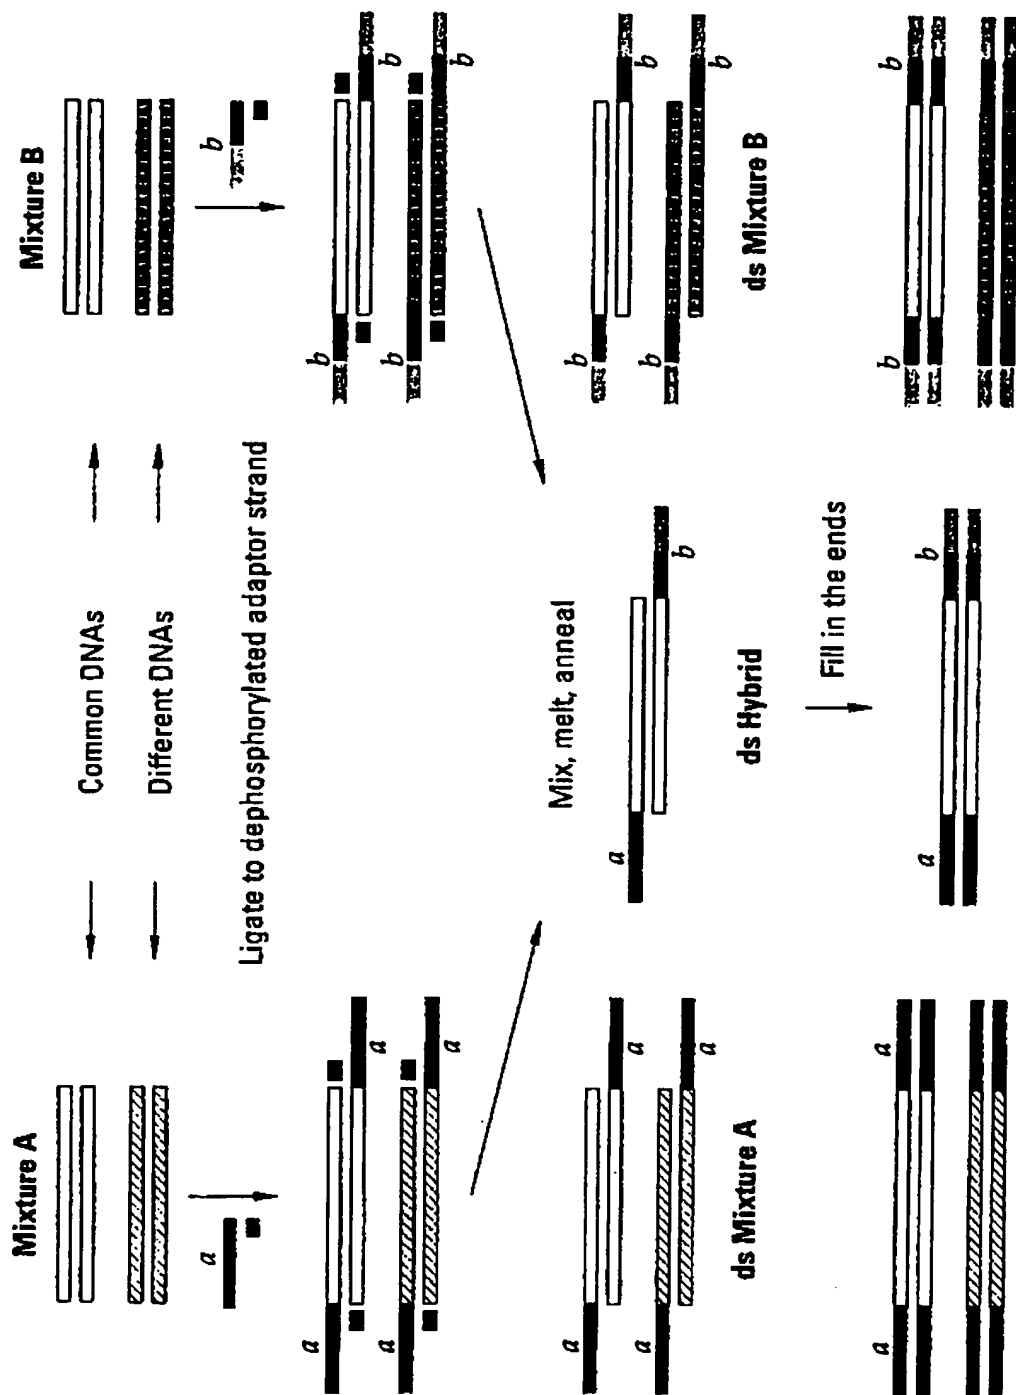 Mixture A
Mixture B
Common DNAs
Different DNAs
a
b
Ligate to dephosphorylated adaptor strand
a
b
a
b
a
b
a
b
Mix, melt, anneal
a
b
a
a
b
a
b
b
a
b
ds Mixture A
ds Hybrid
ds Mixture B
Fill in the ends
a
a
b
b
a
b